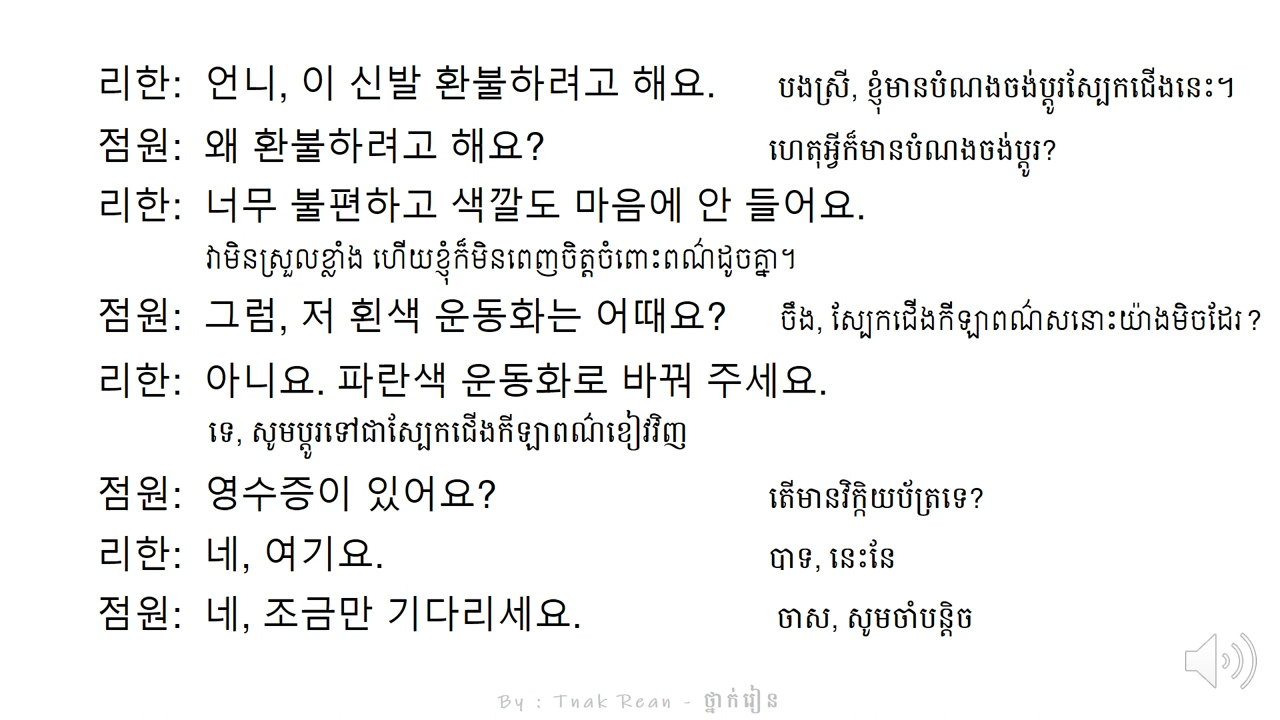 리한: 언니, 이 신발 환불하려고 해요. បងស្រី, ខ្ញុំមានបំណងចង់ប្តូរស្បែកជើងនេះ។
점원: 왜 환불하려고 해요? ហេតុអ្វីក៏មានបំណងចង់ប្តូរ?
리한: 너무 불편하고 색깔도 마음에 안 들어요.
វាមិនស្រួលខ្លាំង ហើយខ្ញុំក៏មិនពេញចិត្តចំពោះពណ៌ដូចគ្នា។
점원: 그럼, 저 횐색 운동화는 어때요? ចឹង, ស្បែកជើងកីឡាពណ៌សនោះយ៉ាងមិចដែរ?
리한: 아니요. 파란색 운동화로 바꿔 주세요.
ទេ, សូមប្តូរទៅជាស្បែកជើងកីឡាពណ៌ខៀវវិញ
점원: 영수증이 있어요? តើមានវិក្កិយប័ត្រទេ?
리한: 네, 여기요. បាទ, នេះនែ
점원: 네, 조금만 기다리세요. ចាស, សូមចាំបន្តិច
By : Tnak Rean - ថ្នាក់រៀន